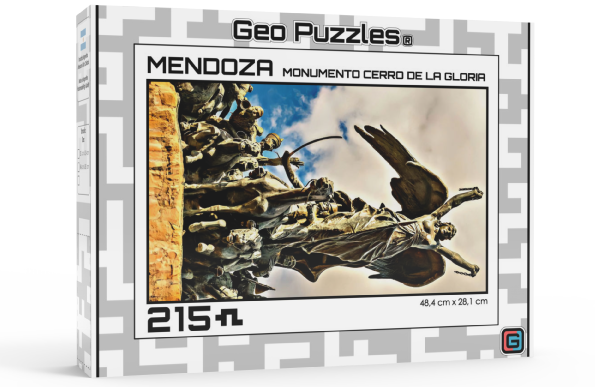 Geo Puzzles®
MENDOZA MONUMENTO CERRO DE LA GLORIA
48,4 cm x 28,1 cm
215